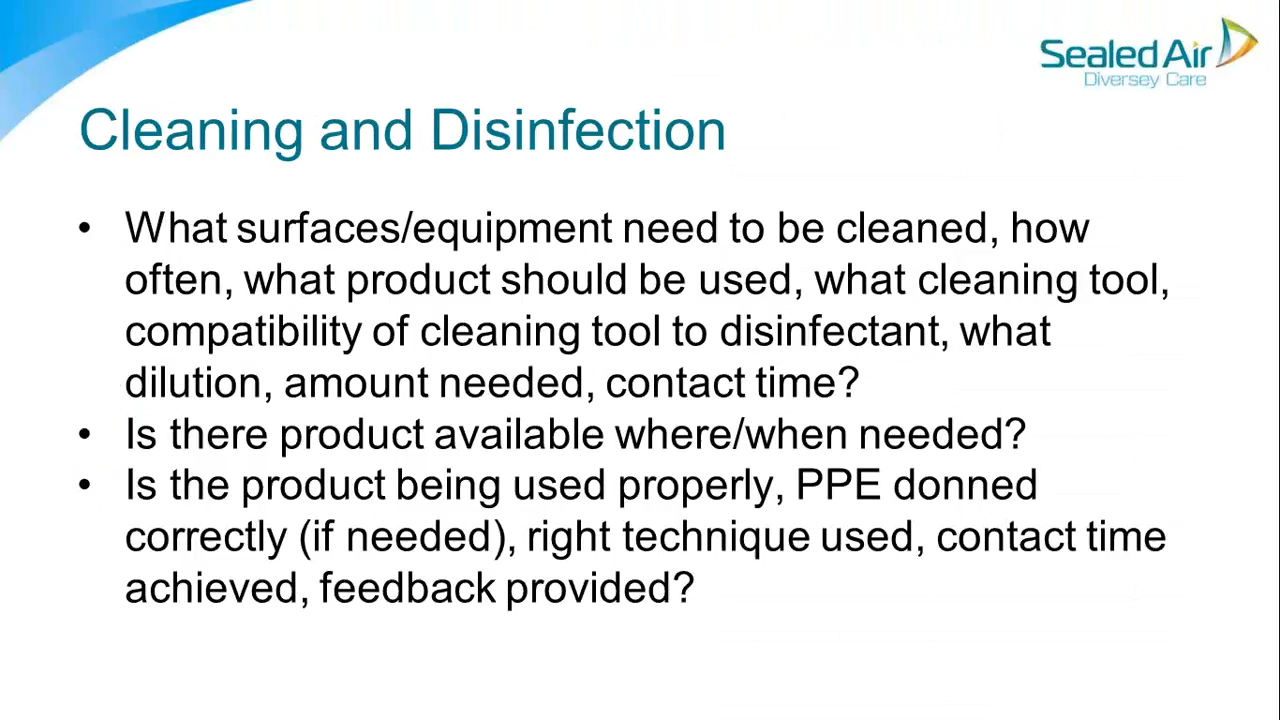 Sealed Air
Diversey Care
Cleaning and Disinfection
• What surfaces/equipment need to be cleaned, how
often, what product should be used, what cleaning tool,
compatibility of cleaning tool to disinfectant, what
dilution, amount needed, contact time?
• Is there product available where/when needed?
• Is the product being used properly, PPE donned
correctly (if needed), right technique used, contact time
achieved, feedback provided?